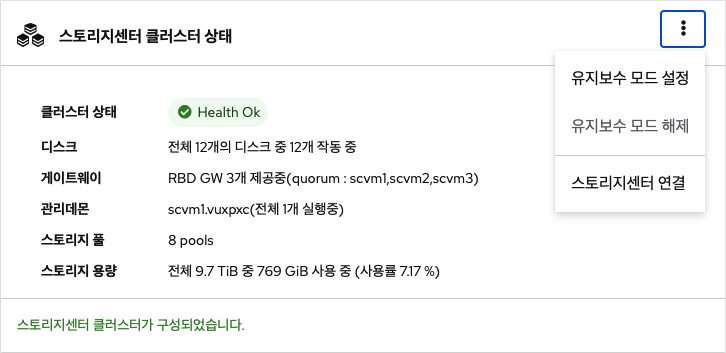 스토리지센터 클러스터 상태
유지보수 모드 설정
유지보수 모드 해제
스토리지센터 연결
클러스터 상태 Health Ok
디스크 전체 12개의 디스크 중 12개 작동 중
게이트웨이 RBD GW 3개 제공중(quorum : scvm1,scvm2,scvm3)
관리데몬 scvm1.vuxpxc(전체 1개 실행중)
스토리지 풀 8 pools
스토리지 용량 전체 9.7 TiB 중 769 GiB 사용 중 (사용률 7.17 %)
스토리지센터 클러스터가 구성되었습니다.